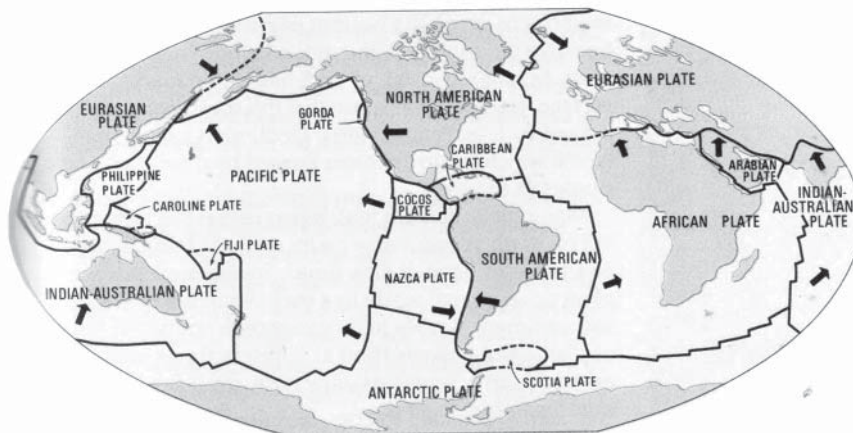 EURASIAN
PLATE
PHILIPPINE
PLATE
CAROLINE PLATE
PACIFIC PLATE
FIJI PLATE
INDIAN-AUSTRALIAN PLATE
GORDA
PLATE
NORTH AMERICAN
PLATE
CARIBBEAN
PLATE
COCOS
PLATE
NAZCA PLATE
SOUTH AMERICAN
PLATE
ANTARCTIC PLATE
SCOTIA PLATE
EURASIAN PLATE
ARABIAN
PLATE
AFRICAN PLATE
INDIAN-
AUSTRALIAN
PLATE